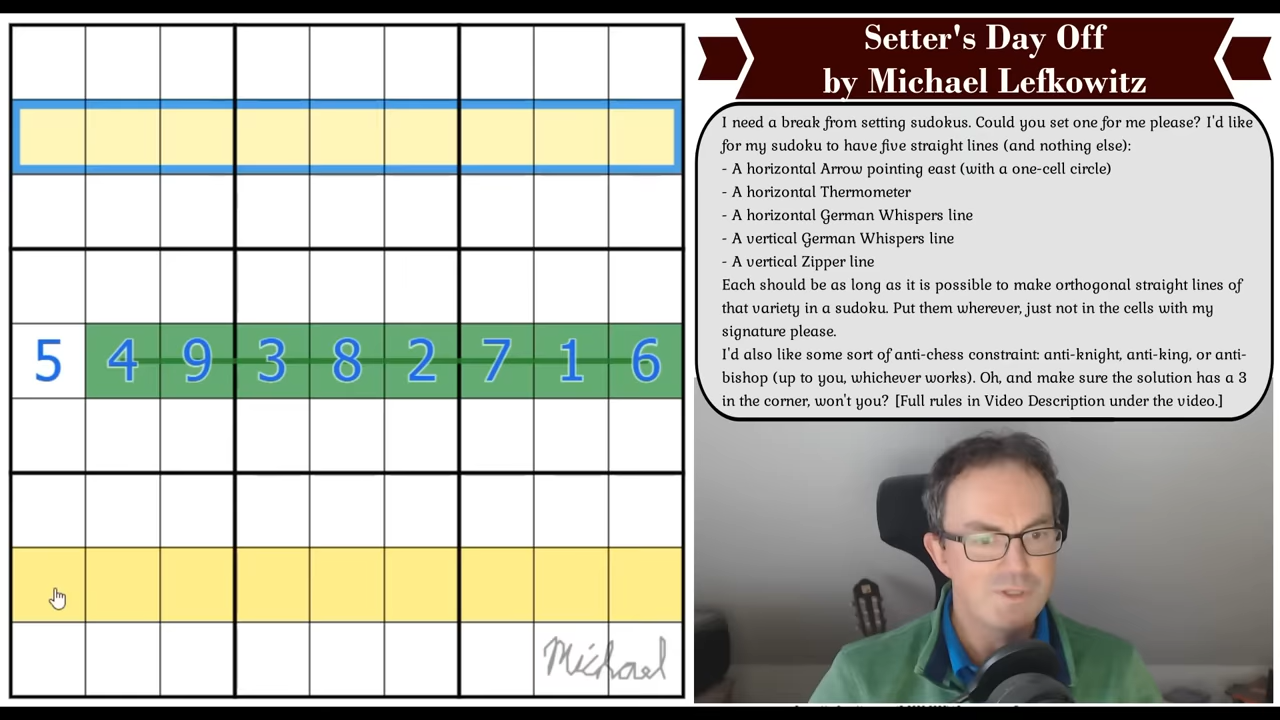 Setter's Day Off
by Michael Lefkowitz
I need a break from setting sudokus. Could you set one for me please? I'd like
for my sudoku to have five straight lines (and nothing else):
- A horizontal Arrow pointing east (with a one-cell circle)
- A horizontal Thermometer
- A horizontal German Whispers line
- A vertical German Whispers line
- A vertical Zipper line
Each should be as long as it is possible to make orthogonal straight lines of
that variety in a sudoku. Put them wherever, just not in the cells with my
signature please.
I'd also like some sort of anti-chess constraint: anti-knight, anti-king, or anti-
bishop (up to you, whichever works). Oh, and make sure the solution has a 3
in the corner, won't you? [Full rules in Video Description under the video.]
5 4 9 3 8 2 7 1 6
Michael